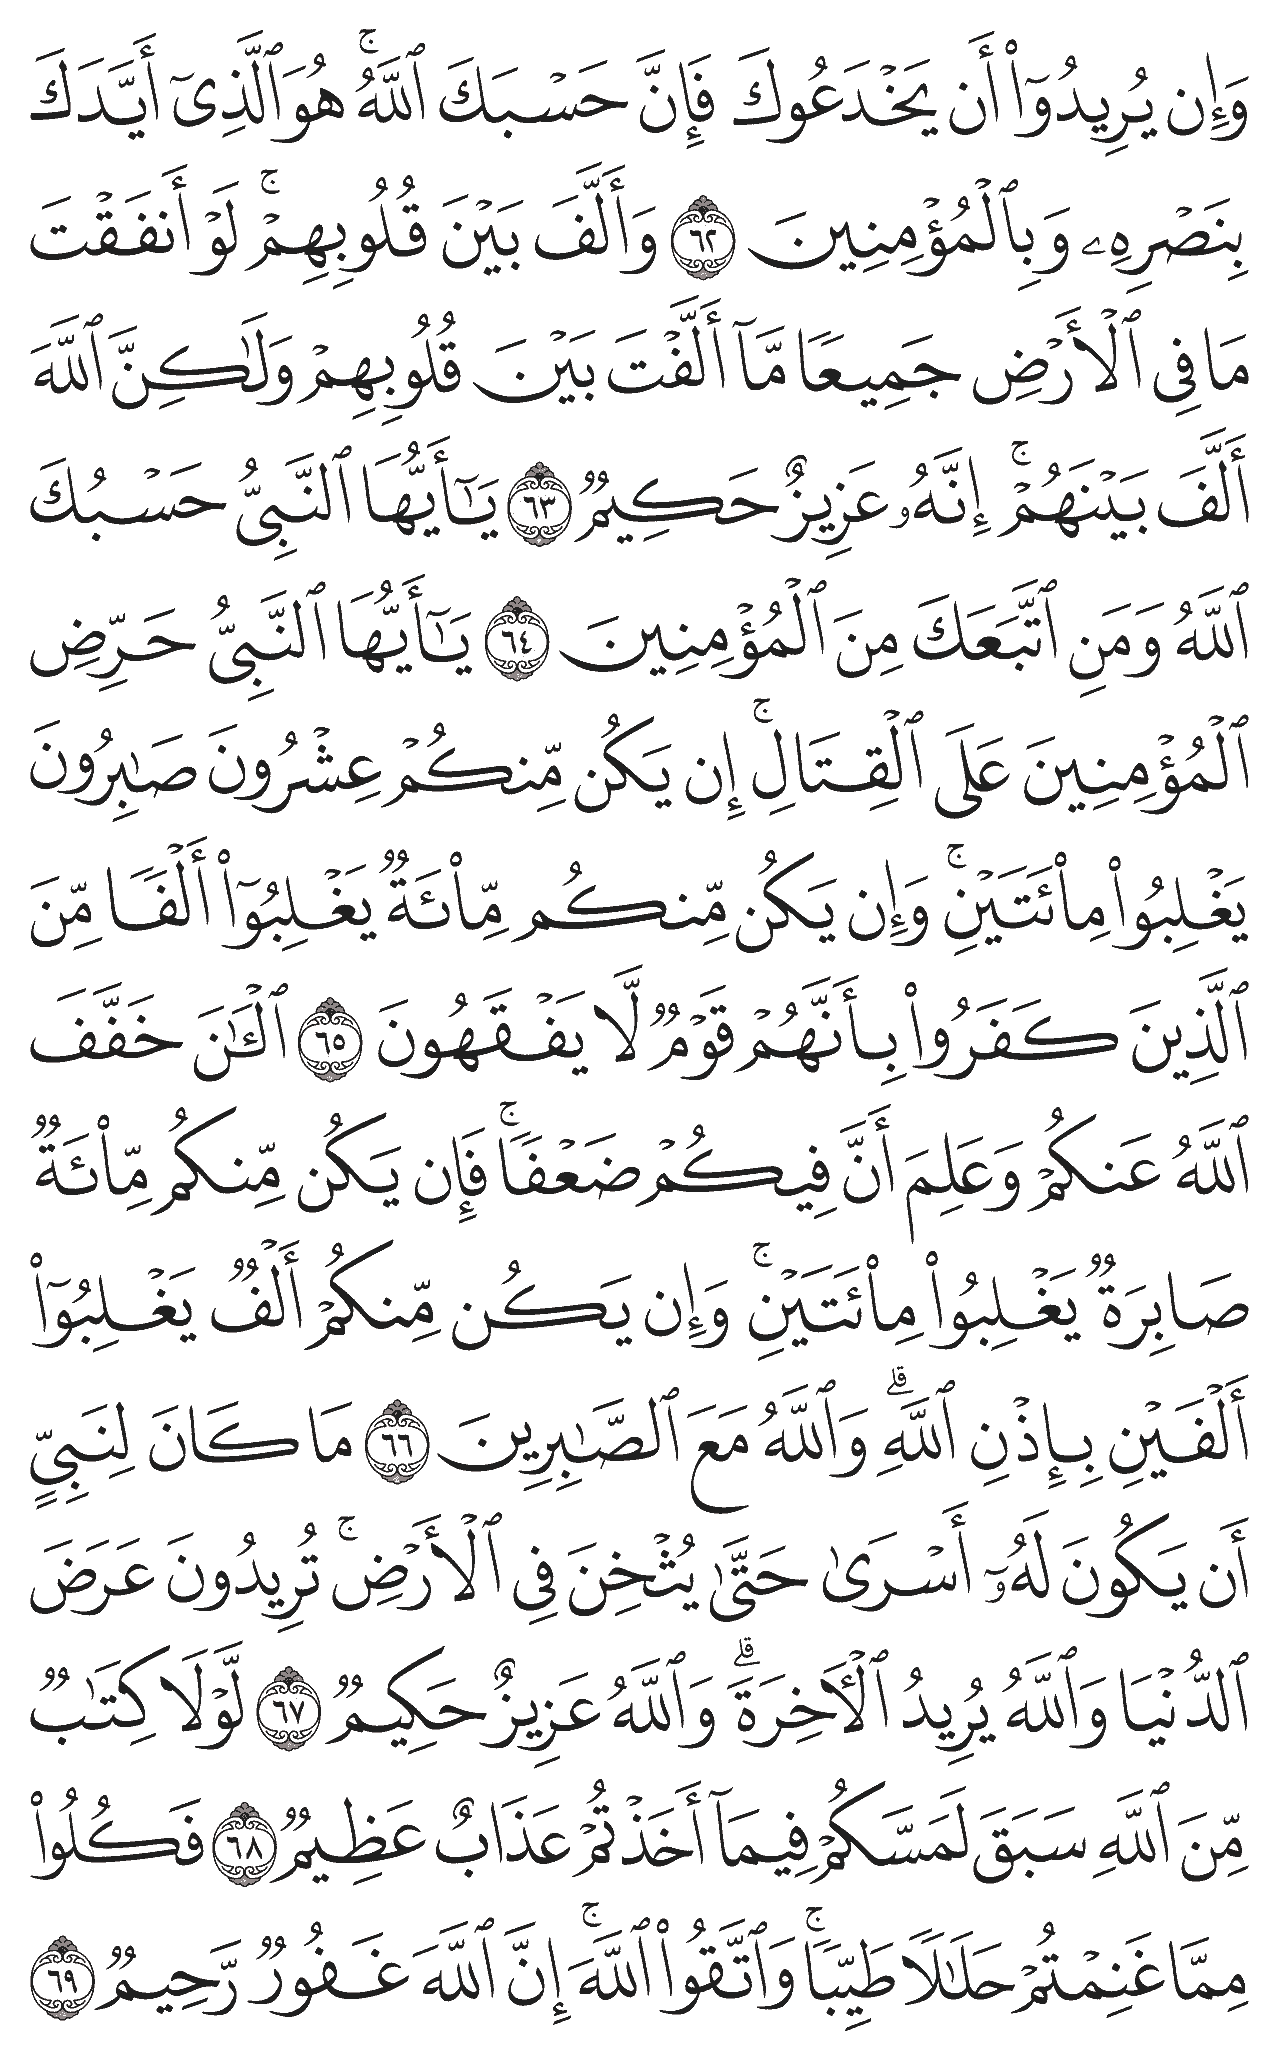 وَإِن يُرِيدُوٓا۟ أَن يَخْدَعُوكَ فَإِنَّ حَسْبَكَ ٱللَّهُ ۚ هُوَ ٱلَّذِىٓ أَيَّدَكَ
بِنَصْرِهِۦ وَبِٱلْمُؤْمِنِينَ ٦٢ وَأَلَّفَ بَيْنَ قُلُوبِهِمْ ۚ لَوْ أَنفَقْتَ
مَا فِى ٱلْأَرْضِ جَمِيعًا مَّآ أَلَّفْتَ بَيْنَ قُلُوبِهِمْ وَلَـٰكِنَّ ٱللَّهَ
أَلَّفَ بَيْنَهُمْ ۚ إِنَّهُۥ عَزِيزٌ حَكِيمٌ ٦٣ يَـٰٓأَيُّهَا ٱلنَّبِىُّ حَسْبُكَ
ٱللَّهُ وَمَنِ ٱتَّبَعَكَ مِنَ ٱلْمُؤْمِنِينَ ٦٤ يَـٰٓأَيُّهَا ٱلنَّبِىُّ حَرِّضِ
ٱلْمُؤْمِنِينَ عَلَى ٱلْقِتَالِ ۚ إِن يَكُن مِّنكُمْ عِشْرُونَ صَـٰبِرُونَ
يَغْلِبُوا۟ مِا۟ئَتَيْنِ ۚ وَإِن يَكُن مِّنكُم مِّا۟ئَةٌ يَغْلِبُوٓا۟ أَلْفًا مِّنَ
ٱلَّذِينَ كَفَرُوا۟ بِأَنَّهُمْ قَوْمٌ لَّا يَفْقَهُونَ ٦٥ ٱلْـَٔـٰنَ خَفَّفَ
ٱللَّهُ عَنكُمْ وَعَلِمَ أَنَّ فِيكُمْ ضَعْفًا ۚ فَإِن يَكُن مِّنكُم مِّا۟ئَةٌ
صَابِرَةٌ يَغْلِبُوا۟ مِا۟ئَتَيْنِ ۚ وَإِن يَكُن مِّنكُمْ أَلْفٌ يَغْلِبُوٓا۟
أَلْفَيْنِ بِإِذْنِ ٱللَّهِ ۗ وَٱللَّهُ مَعَ ٱلصَّـٰبِرِينَ ٦٦ مَا كَانَ لِنَبِىٍّ
أَن يَكُونَ لَهُۥٓ أَسْرَىٰ حَتَّىٰ يُثْخِنَ فِى ٱلْأَرْضِ ۚ تُرِيدُونَ عَرَضَ
ٱلدُّنْيَا وَٱللَّهُ يُرِيدُ ٱلْـَٔاخِرَةَ ۗ وَٱللَّهُ عَزِيزٌ حَكِيمٌ ٦٧ لَّوْلَا كِتَـٰبٌ
مِّنَ ٱللَّهِ سَبَقَ لَمَسَّكُمْ فِيمَآ أَخَذْتُمْ عَذَابٌ عَظِيمٌ ٦٨ فَكُلُوا۟
مِمَّا غَنِمْتُمْ حَلَـٰلًا طَيِّبًا ۚ وَٱتَّقُوا۟ ٱللَّهَ ۚ إِنَّ ٱللَّهَ غَفُورٌ رَّحِيمٌ ٦٩